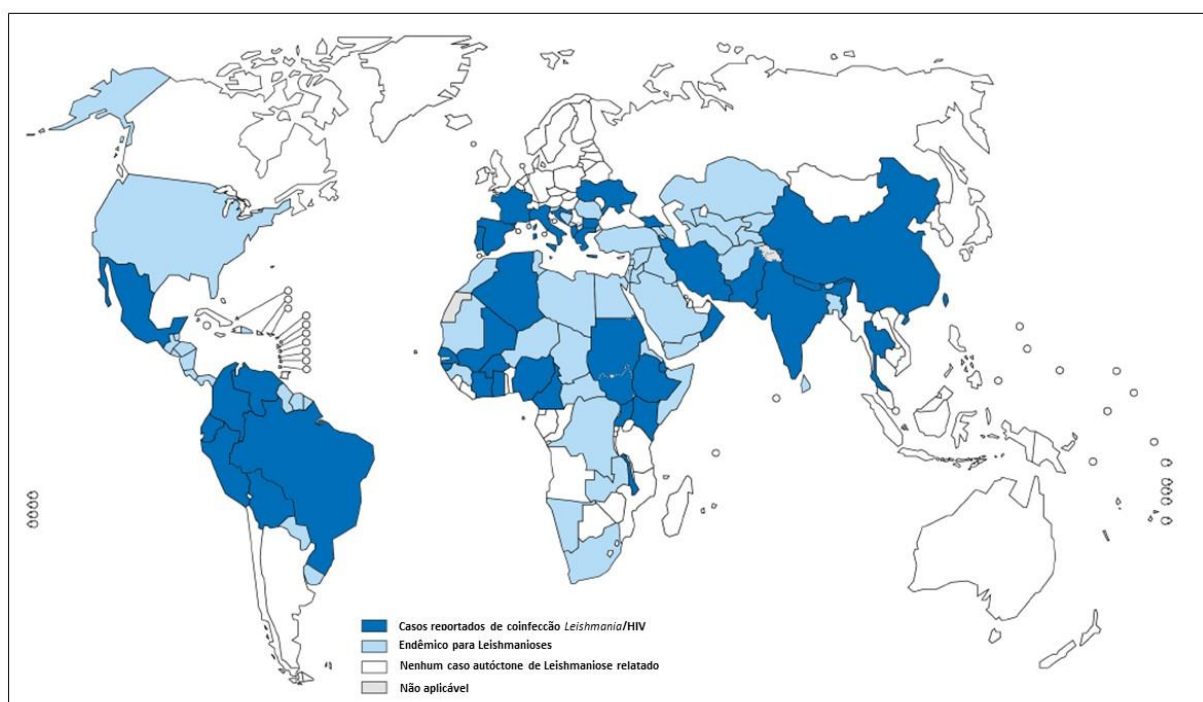 Casos reportados de coinfecção Leishmania/HIV
Endêmico para Leishmanioses
Nenhum caso autóctone de Leishmaniose relatado
Não aplicável